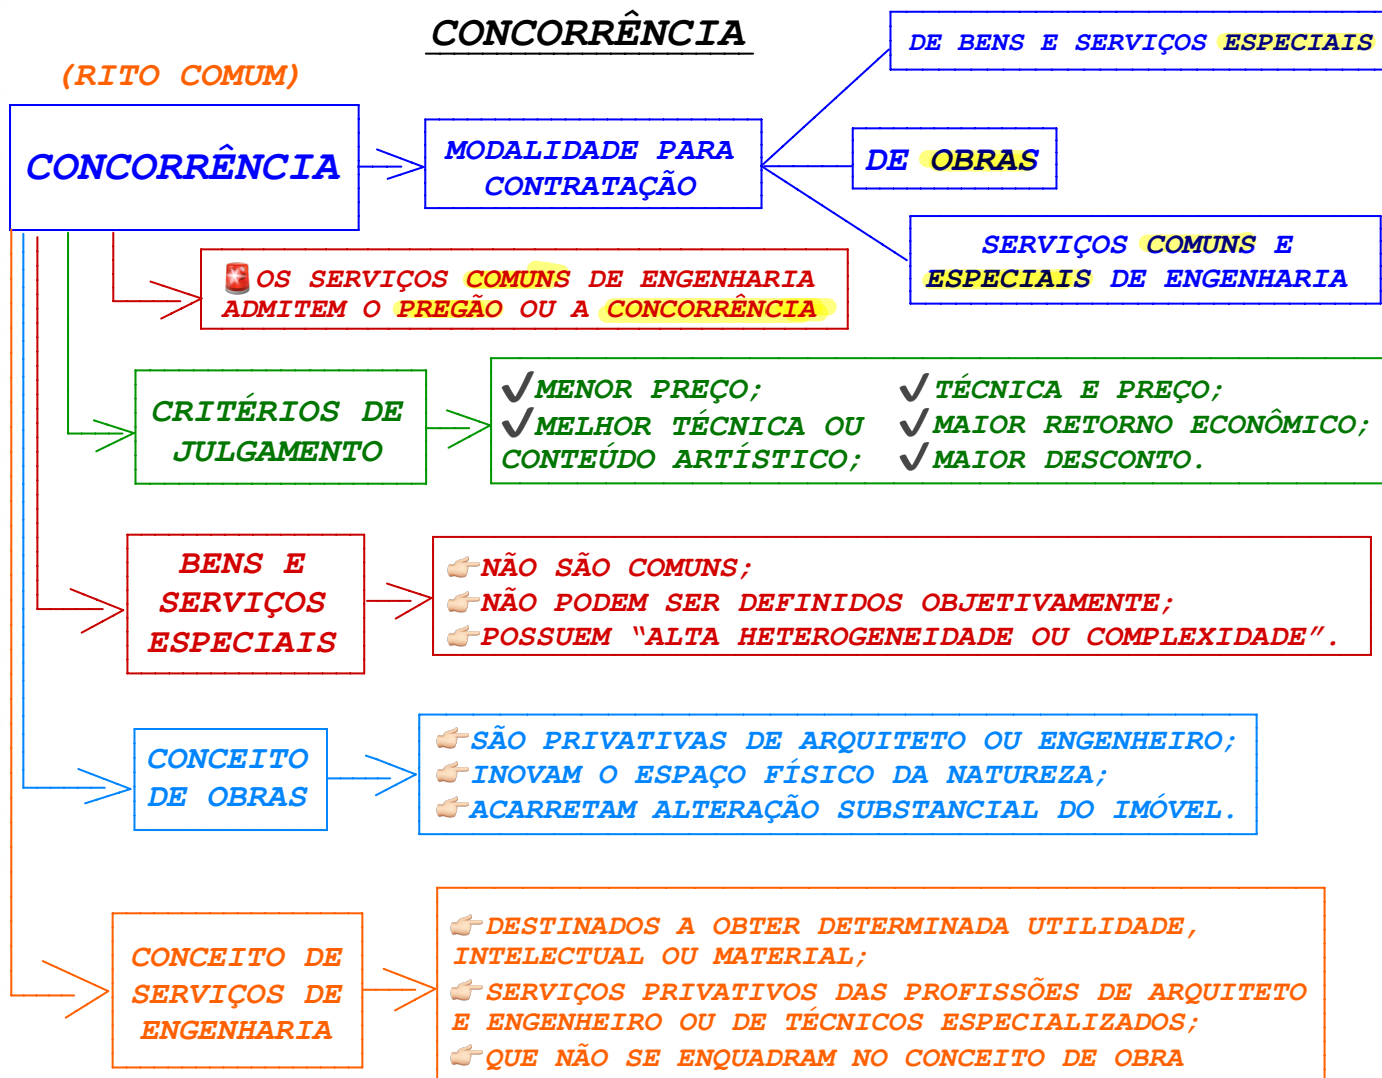 CONCORRÊNCIA
(RITO COMUM)
CONCORRÊNCIA
MODALIDADE PARA
CONTRATAÇÃO
DE BENS E SERVIÇOS ESPECIAIS
DE OBRAS
SERVIÇOS COMUNS E
ESPECIAIS DE ENGENHARIA
OS SERVIÇOS COMUNS DE ENGENHARIA
ADMITEM O PREGÃO OU A CONCORRÊNCIA
CRITÉRIOS DE
JULGAMENTO
✓MENOR PREÇO;
✓MELHOR TÉCNICA OU
CONTEÚDO ARTÍSTICO;
✓TÉCNICA E PREÇO;
✓MAIOR RETORNO ECONÔMICO;
✓MAIOR DESCONTO.
BENS E
SERVIÇOS
ESPECIAIS
NÃO SÃO COMUNS;
NÃO PODEM SER DEFINIDOS OBJETIVAMENTE;
POSSUEM “ALTA HETEROGENEIDADE OU COMPLEXIDADE”.
CONCEITO
DE OBRAS
SÃO PRIVATIVAS DE ARQUITETO OU ENGENHEIRO;
INOVAM O ESPAÇO FÍSICO DA NATUREZA;
ACARRETAM ALTERAÇÃO SUBSTANCIAL DO IMÓVEL.
CONCEITO DE
SERVIÇOS DE
ENGENHARIA
DESTINADOS A OBTER DETERMINADA UTILIDADE,
INTELECTUAL OU MATERIAL;
SERVIÇOS PRIVATIVOS DAS PROFISSÕES DE ARQUITETO
E ENGENHEIRO OU DE TÉCNICOS ESPECIALIZADOS;
QUE NÃO SE ENQUADRAM NO CONCEITO DE OBRA